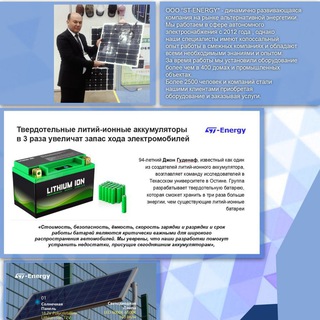 ООО "ST-ENERGY" - динамично развивающаяся
компания на рынке альтернативной энергетики.
Мы работаем в сфере автономного
электроснабжения с 2012 года , однако
наши специалисты имеют колоссальный
опыт работы в смежных компаниях и обладают
всеми необходимыми знаниями и опытом.
За время работы мы установили оборудование
более чем в 400 домах и промышленных
объектах.
Более 2500 человек и компаний стали
нашими клиентами приобретая
оборудование и заказывая услуги.
Твердотельные литий-ионные аккумуляторы
в 3 раза увеличат запас хода электромобилей
ST-Energy
94-летний Джон Гуденаф, известный как один
из создателей литий-ионного аккумулятора,
возглавляет команду исследователей в
Техасском университете в Остине. Группа
разрабатывает твердотельную батарею,
которая сможет хранить в три раза больше
энергии, чем существующие литий-ионные
батареи
LITHIUM ION
«Стоимость, безопасность, ёмкость, скорость зарядки и разрядки и срок
работы батарей являются критически важными для широкого
распространения автомобилей. Мы уверены, что наши разработки помогут
устранить недостатки, присущие сегодняшним аккумуляторам»,
ST-Energy
01
Солнечная
Панель